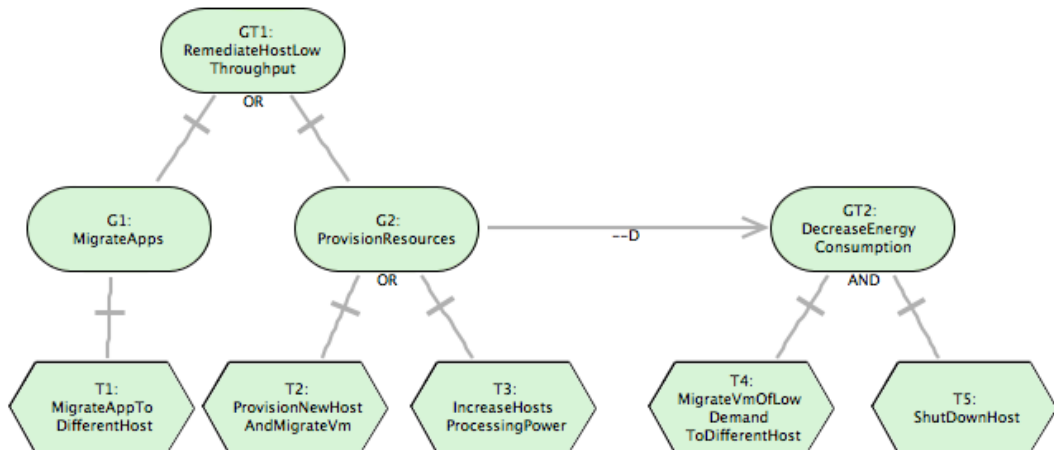 GT1:
RemediateHostLow
Throughput
OR
G1:
MigrateApps
G2:
ProvisionResources
--D
GT2:
DecreaseEnergy
Consumption
OR
AND
T1:
MigrateAppTo
DifferentHost
T2:
ProvisionNewHost
AndMigrateVm
T3:
IncreaseHosts
ProcessingPower
T4:
MigrateVmOfLow
Demand
ToDifferentHost
T5:
ShutDownHost